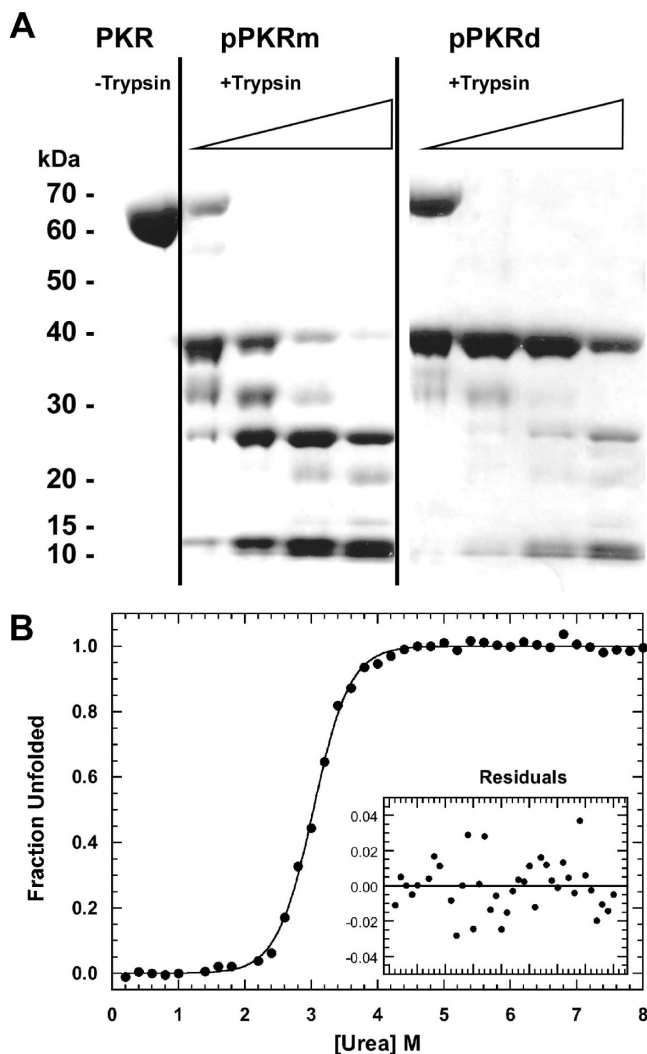 A
PKR pPKRm pPKRd
-Trypsin +Trypsin +Trypsin
kDa
70 -
60 -
50 -
40 -
30 -
20 -
15 -
10 -
B
Fraction Unfolded
1.0
0.8
0.6
0.4
0.2
0.0
Residuals
0.04
0.02
0.00
-0.02
-0.04
0 1 2 3 4 5 6 7 8
[Urea] M